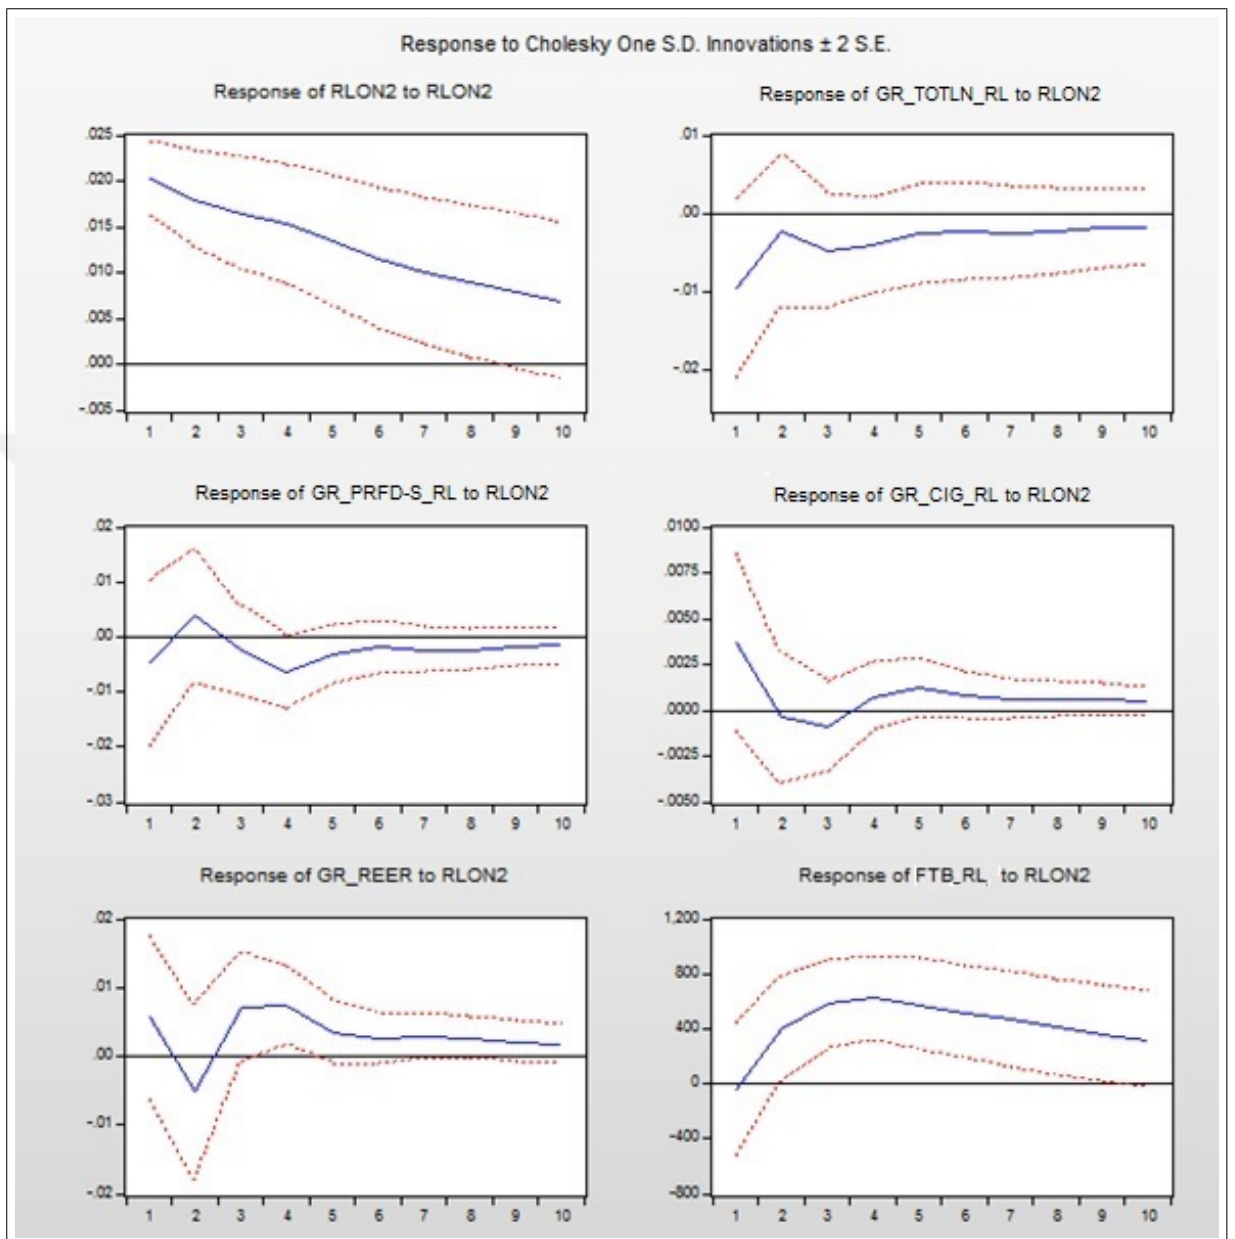 Response to Cholesky One S.D. Innovations ± 2 S.E.
Response of RLON2 to RLON2
.025
.020
.015
.010
.005
.000
-.005
1 2 3 4 5 6 7 8 9 10
Response of GR_TOTLN_RL to RLON2
.01
.00
-.01
-.02
1 2 3 4 5 6 7 8 9 10
Response of GR_PRFD-S_RL to RLON2
.02
.01
.00
-.01
-.02
-.03
1 2 3 4 5 6 7 8 9 10
Response of GR_CIG_RL to RLON2
.0100
.0075
.0050
.0025
.0000
-.0025
-.0050
1 2 3 4 5 6 7 8 9 10
Response of GR_REER to RLON2
.02
.01
.00
-.01
-.02
1 2 3 4 5 6 7 8 9 10
Response of FTB_RL to RLON2
1,200
800
400
0
-400
-800
1 2 3 4 5 6 7 8 9 10